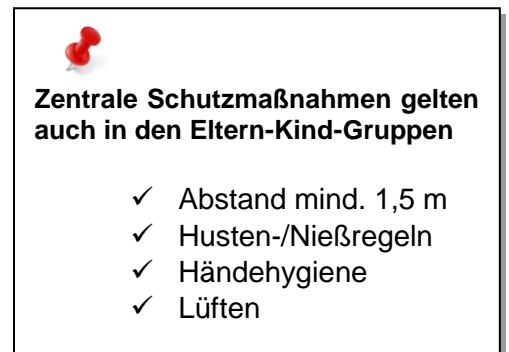 Zentrale Schutzmaßnahmen gelten
auch in den Eltern-Kind-Gruppen
✓ Abstand mind. 1,5 m
✓ Husten-/Nießregeln
✓ Händehygiene
✓ Lüften